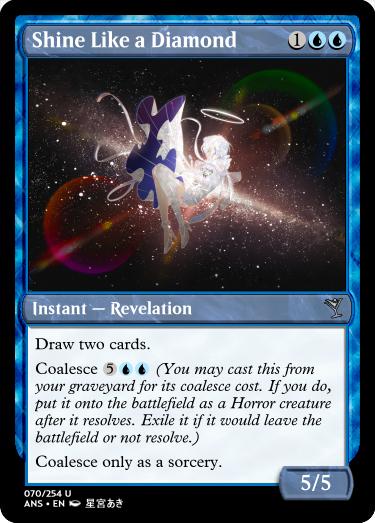 Shine Like a Diamond 1
Instant — Revelation
Draw two cards.
Coalesce 5 (You may cast this from
your graveyard for its coalesce cost. If you do,
put it onto the battlefield as a Horror creature
after it resolves. Exile it if it would leave the
battlefield or not resolve.)
Coalesce only as a sorcery.
5/5
070/254 U
ANS • EN 星宮あき